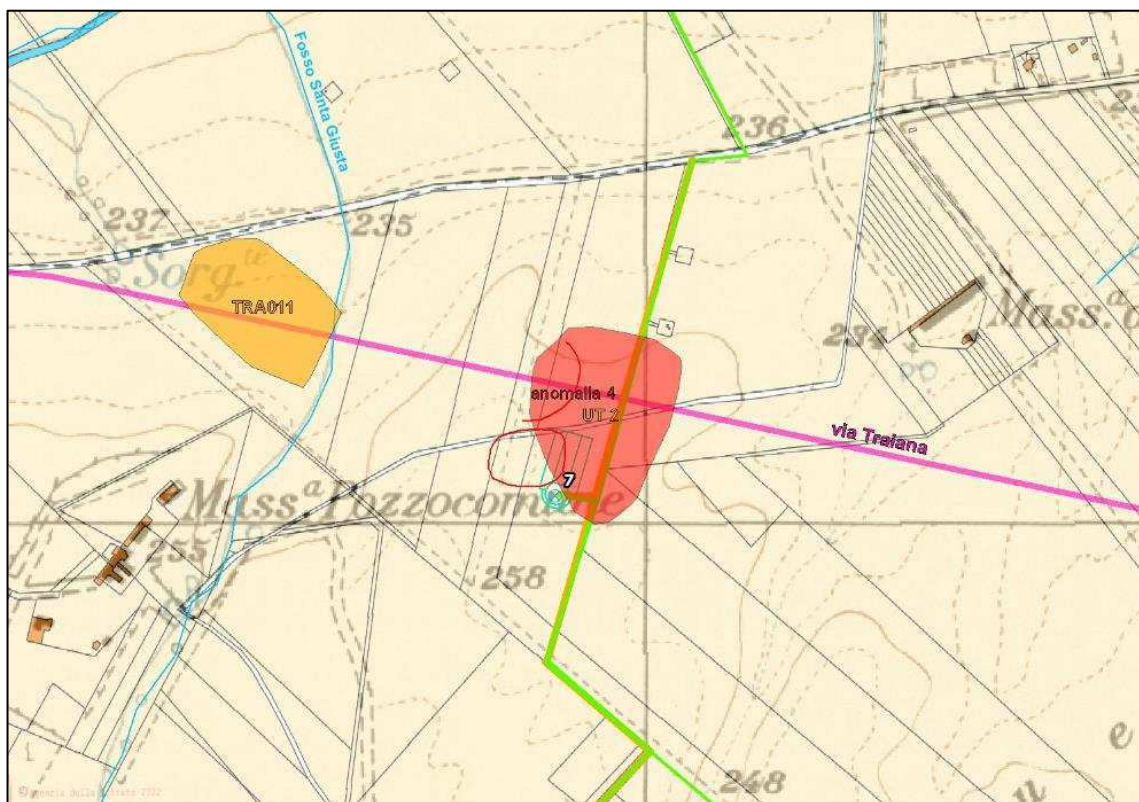 Fosso Santa Giusta
236
237
235
Sorg.te
TRA011
234
Mass.a
anomalia 4
UT 2
via Traiana
7
Mass.a Pozzocomune
255
258
248
e